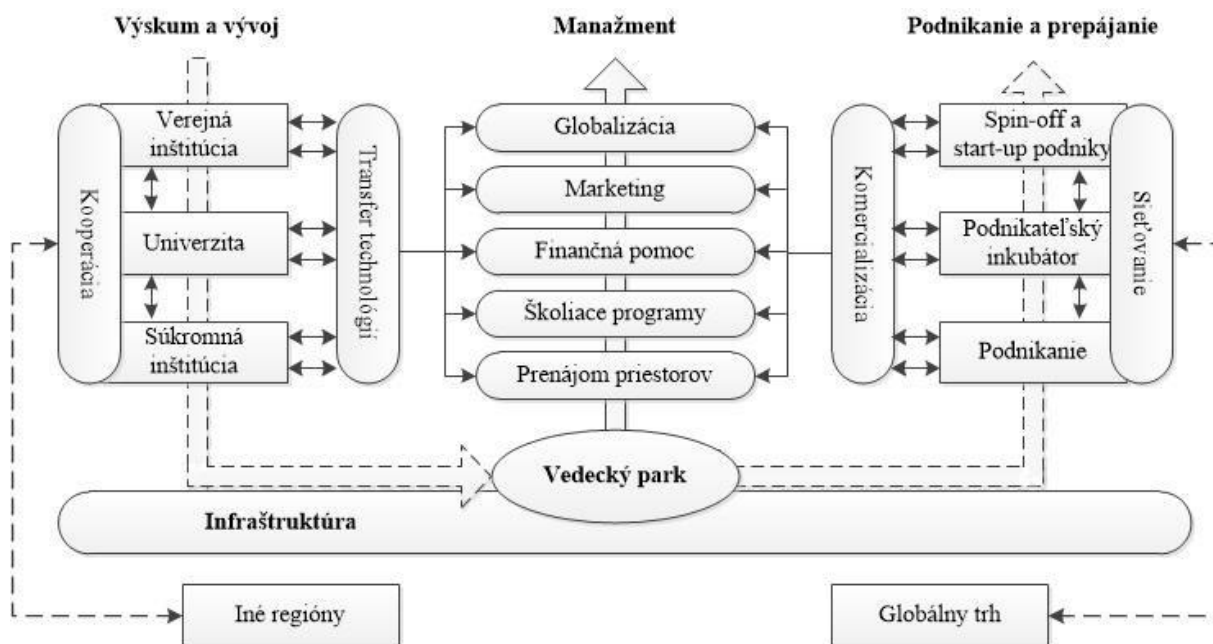 Výskum a vývoj
Manažment
Podnikanie a prepájanie
Kooperácia
Verejná
inštitúcia
Univerzita
Súkromná
inštitúcia
Transfer technológií
Globalizácia
Marketing
Finančná pomoc
Školiace programy
Prenájom priestorov
Komercializácia
Spin-off a
start-up podniky
Podnikateľský
inkubátor
Podnikanie
Sieťovanie
Vedecký park
Infraštruktúra
Iné regióny
Globálny trh